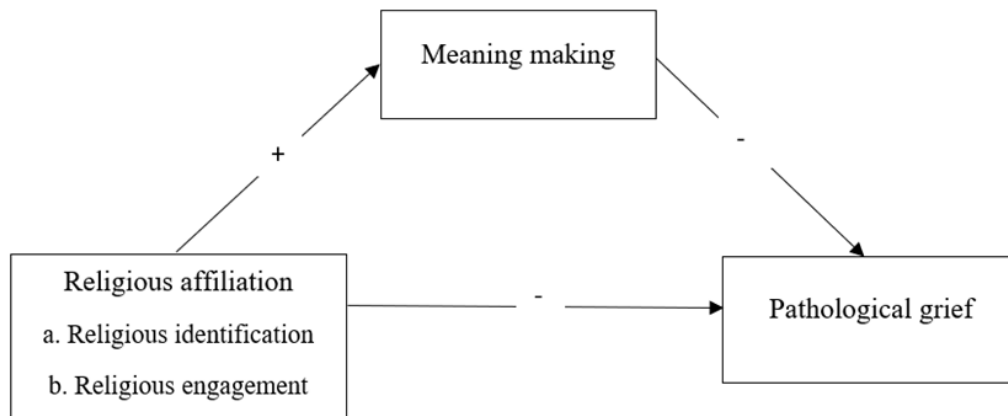 Meaning making
+
-
Religious affiliation
a. Religious identification
b. Religious engagement
-
Pathological grief